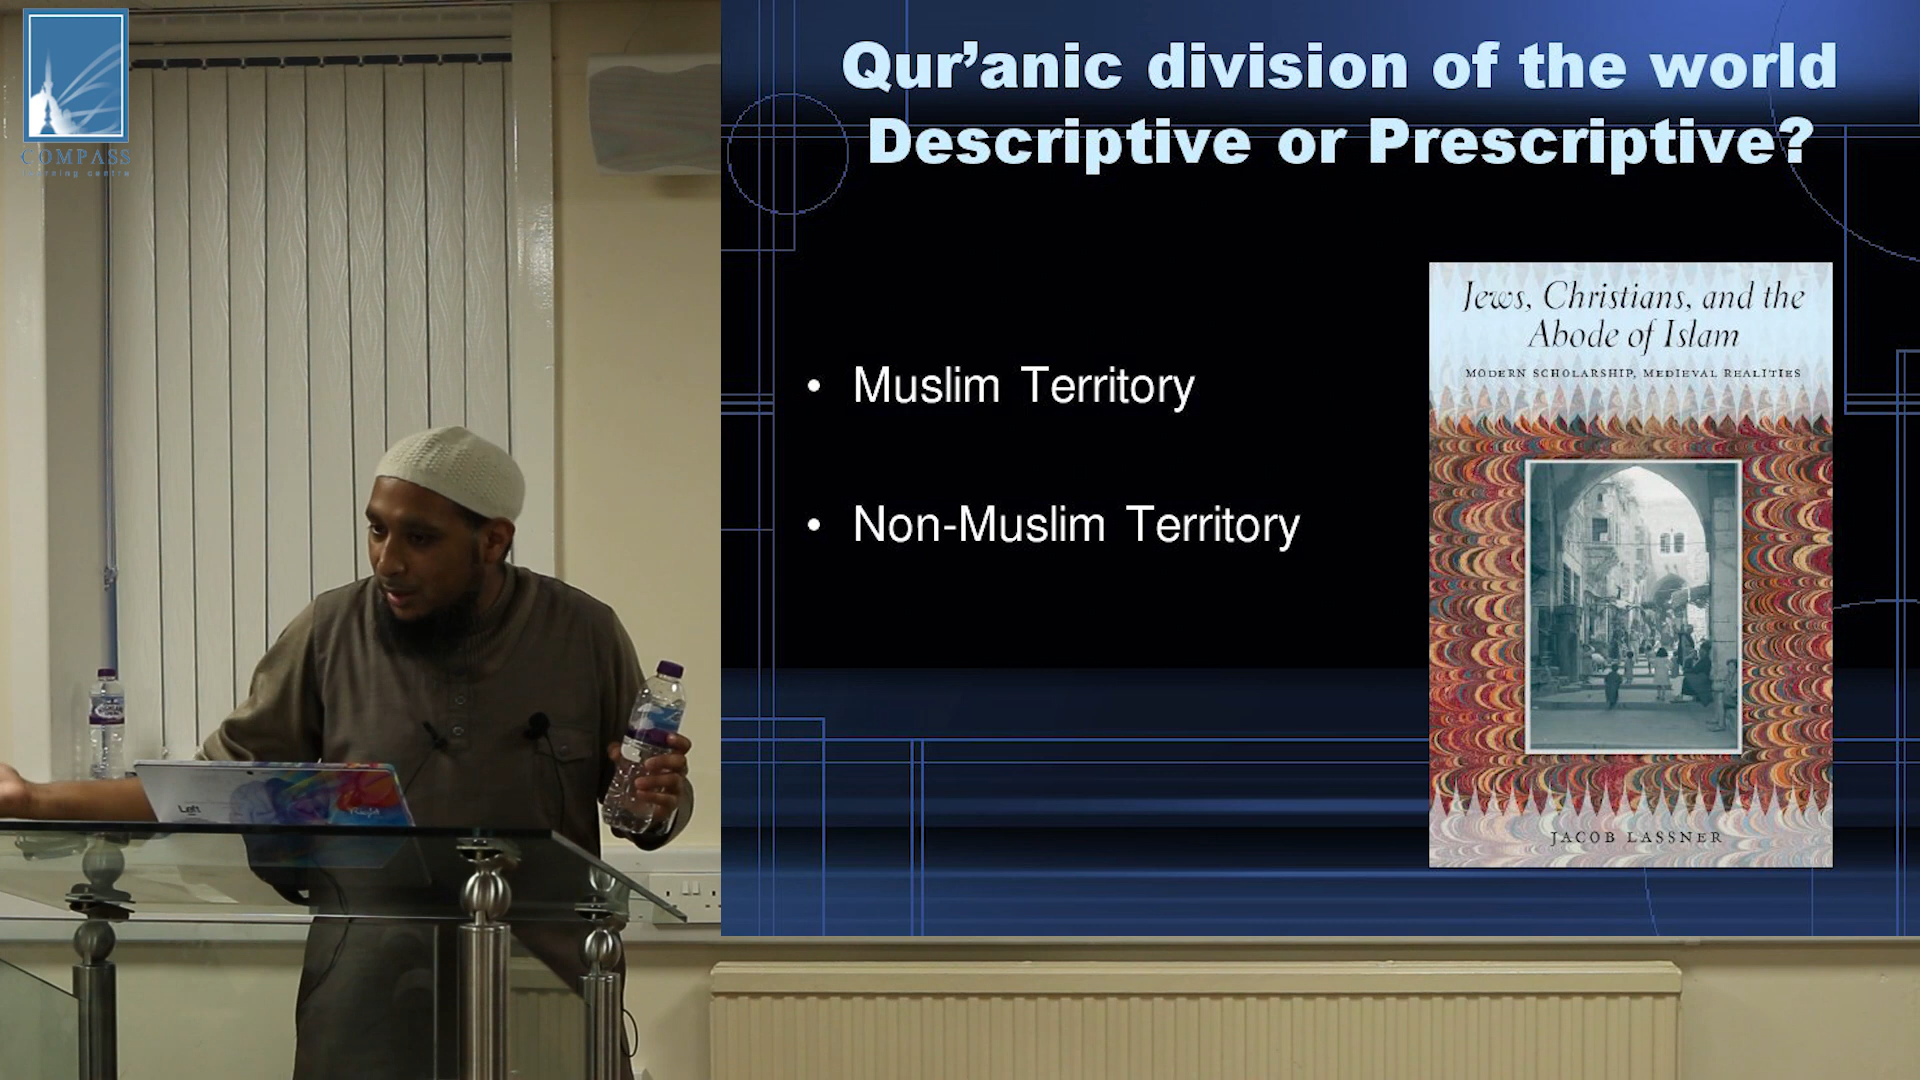 COMPASS
learning centre
Qur’anic division of the world
Descriptive or Prescriptive?
• Muslim Territory
• Non-Muslim Territory
Jews, Christians, and the
Abode of Islam
MODERN SCHOLARSHIP, MEDIEVAL REALITIES
JACOB LASSNER